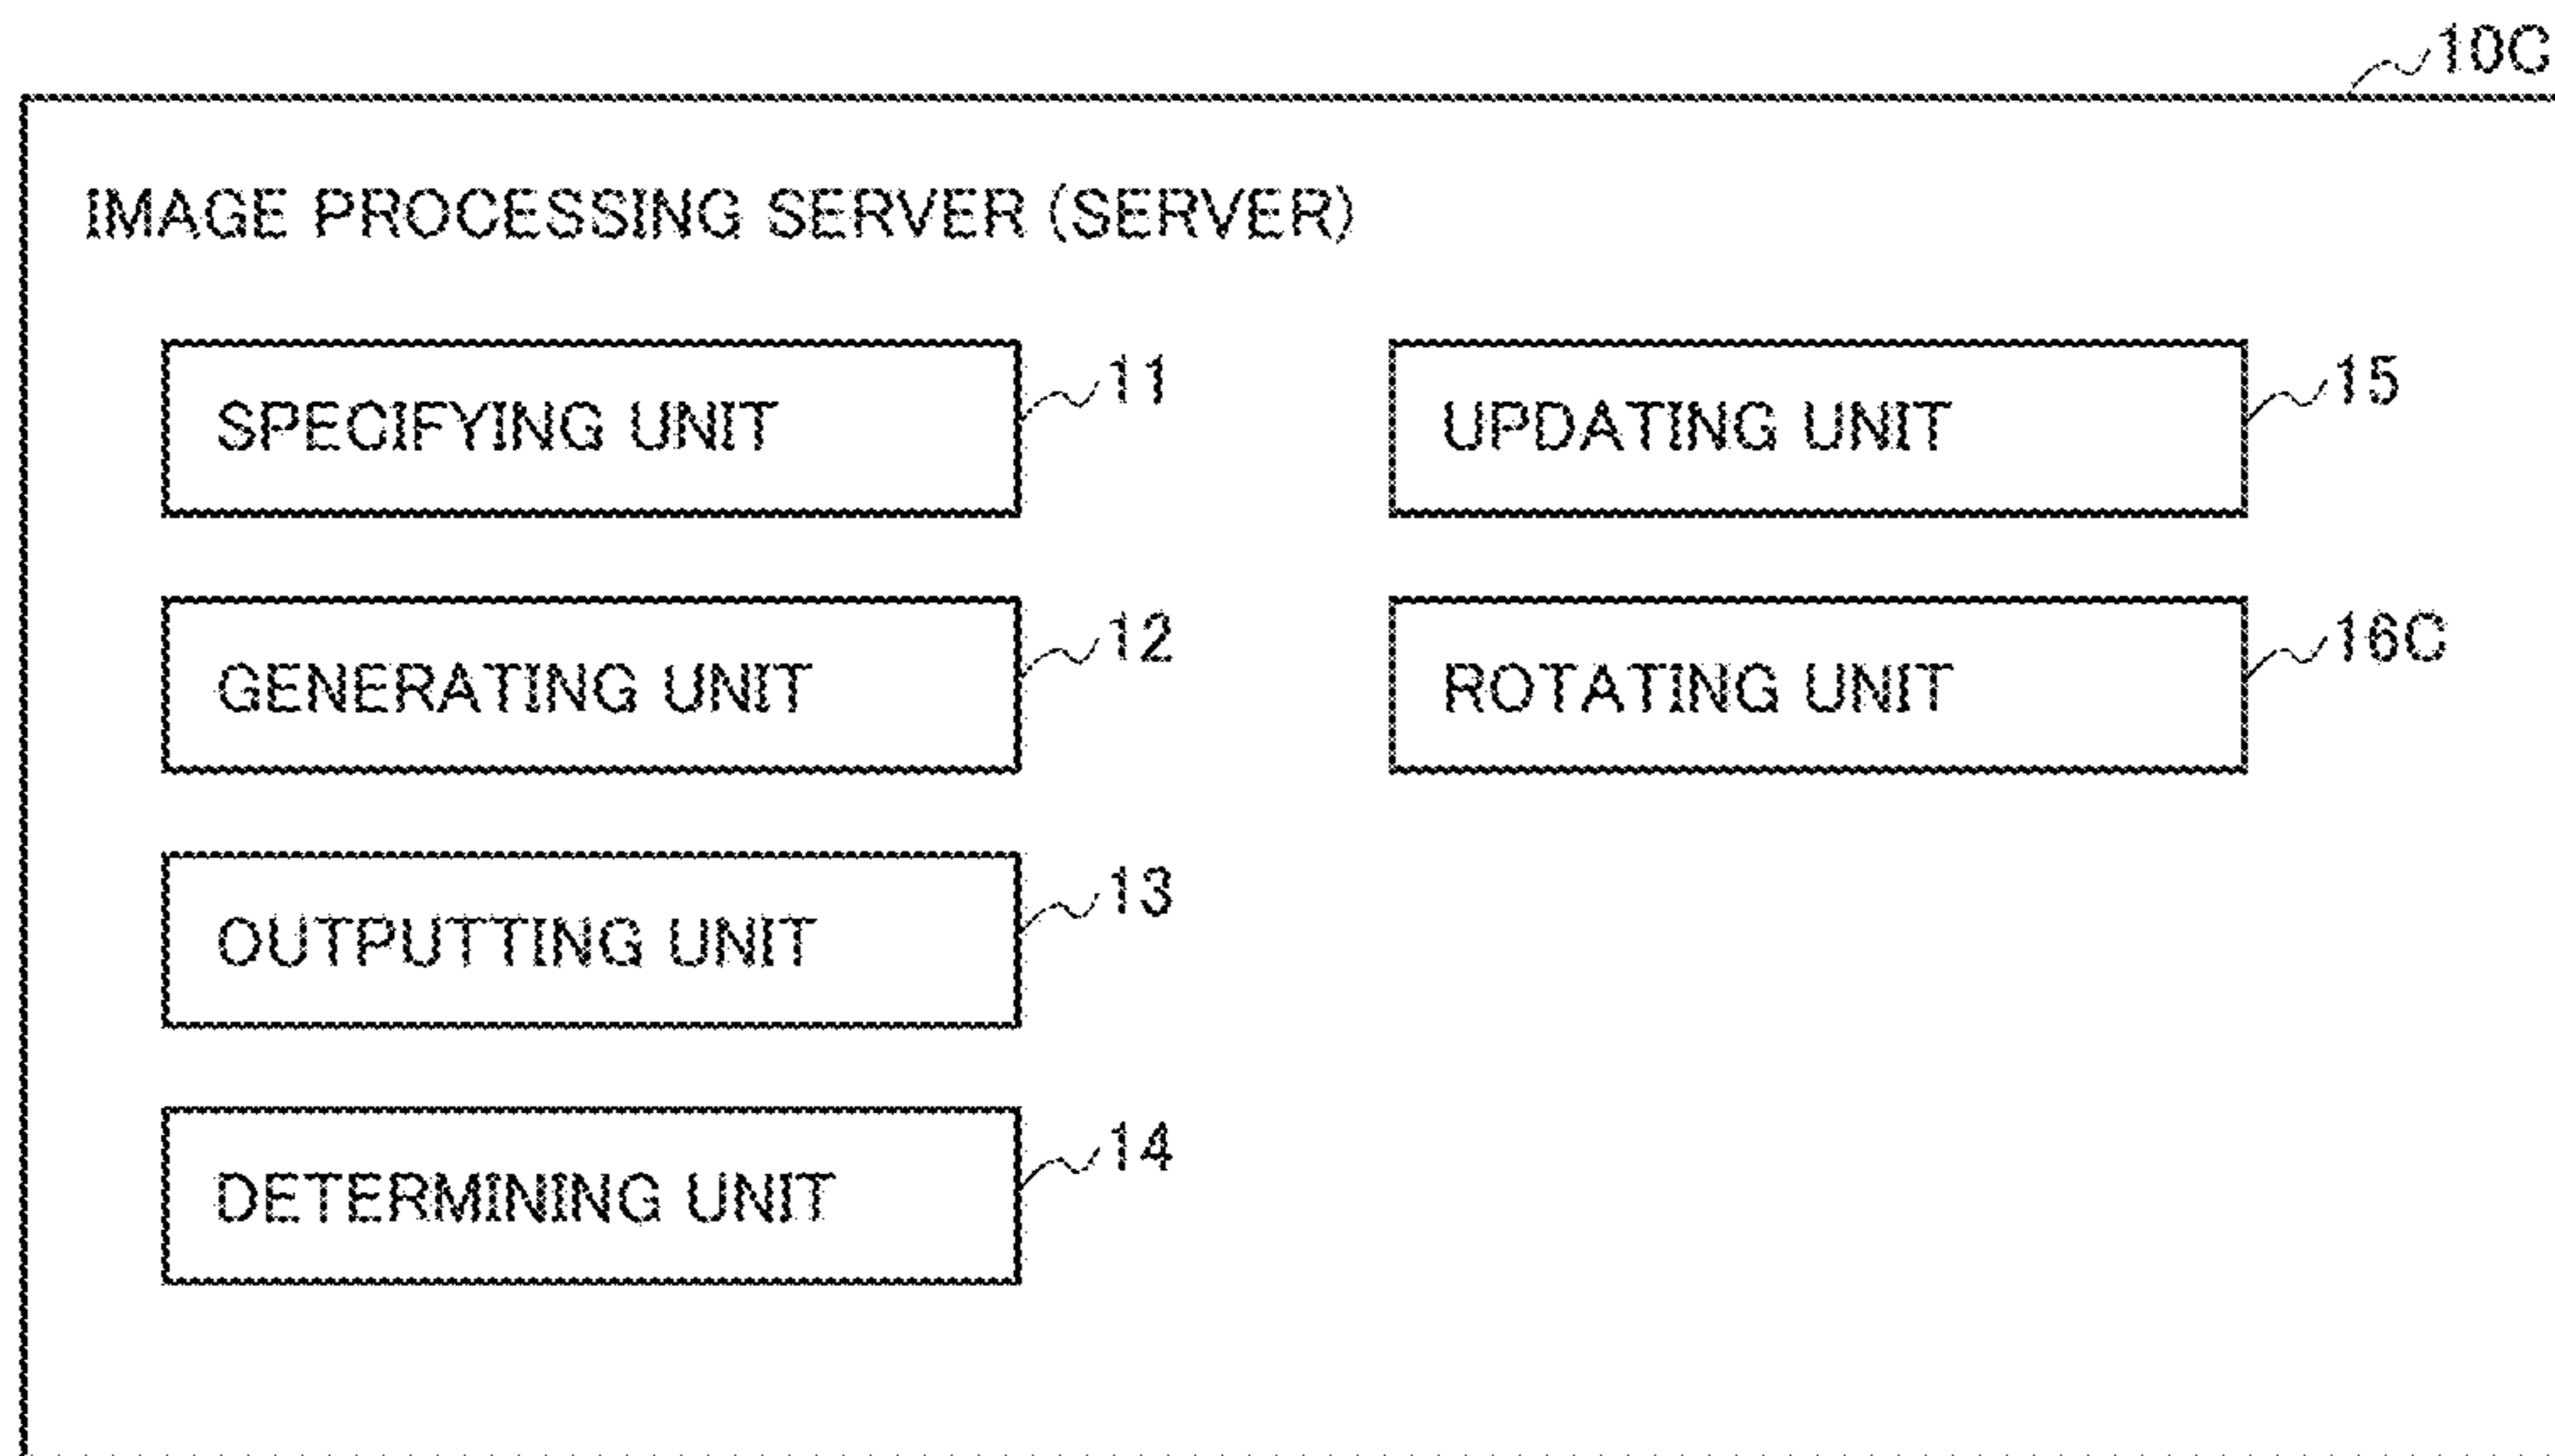 10C
IMAGE PROCESSING SERVER (SERVER)
SPECIFYING UNIT
11
GENERATING UNIT
12
OUTPUTTING UNIT
13
DETERMINING UNIT
14
UPDATING UNIT
15
ROTATING UNIT
16C